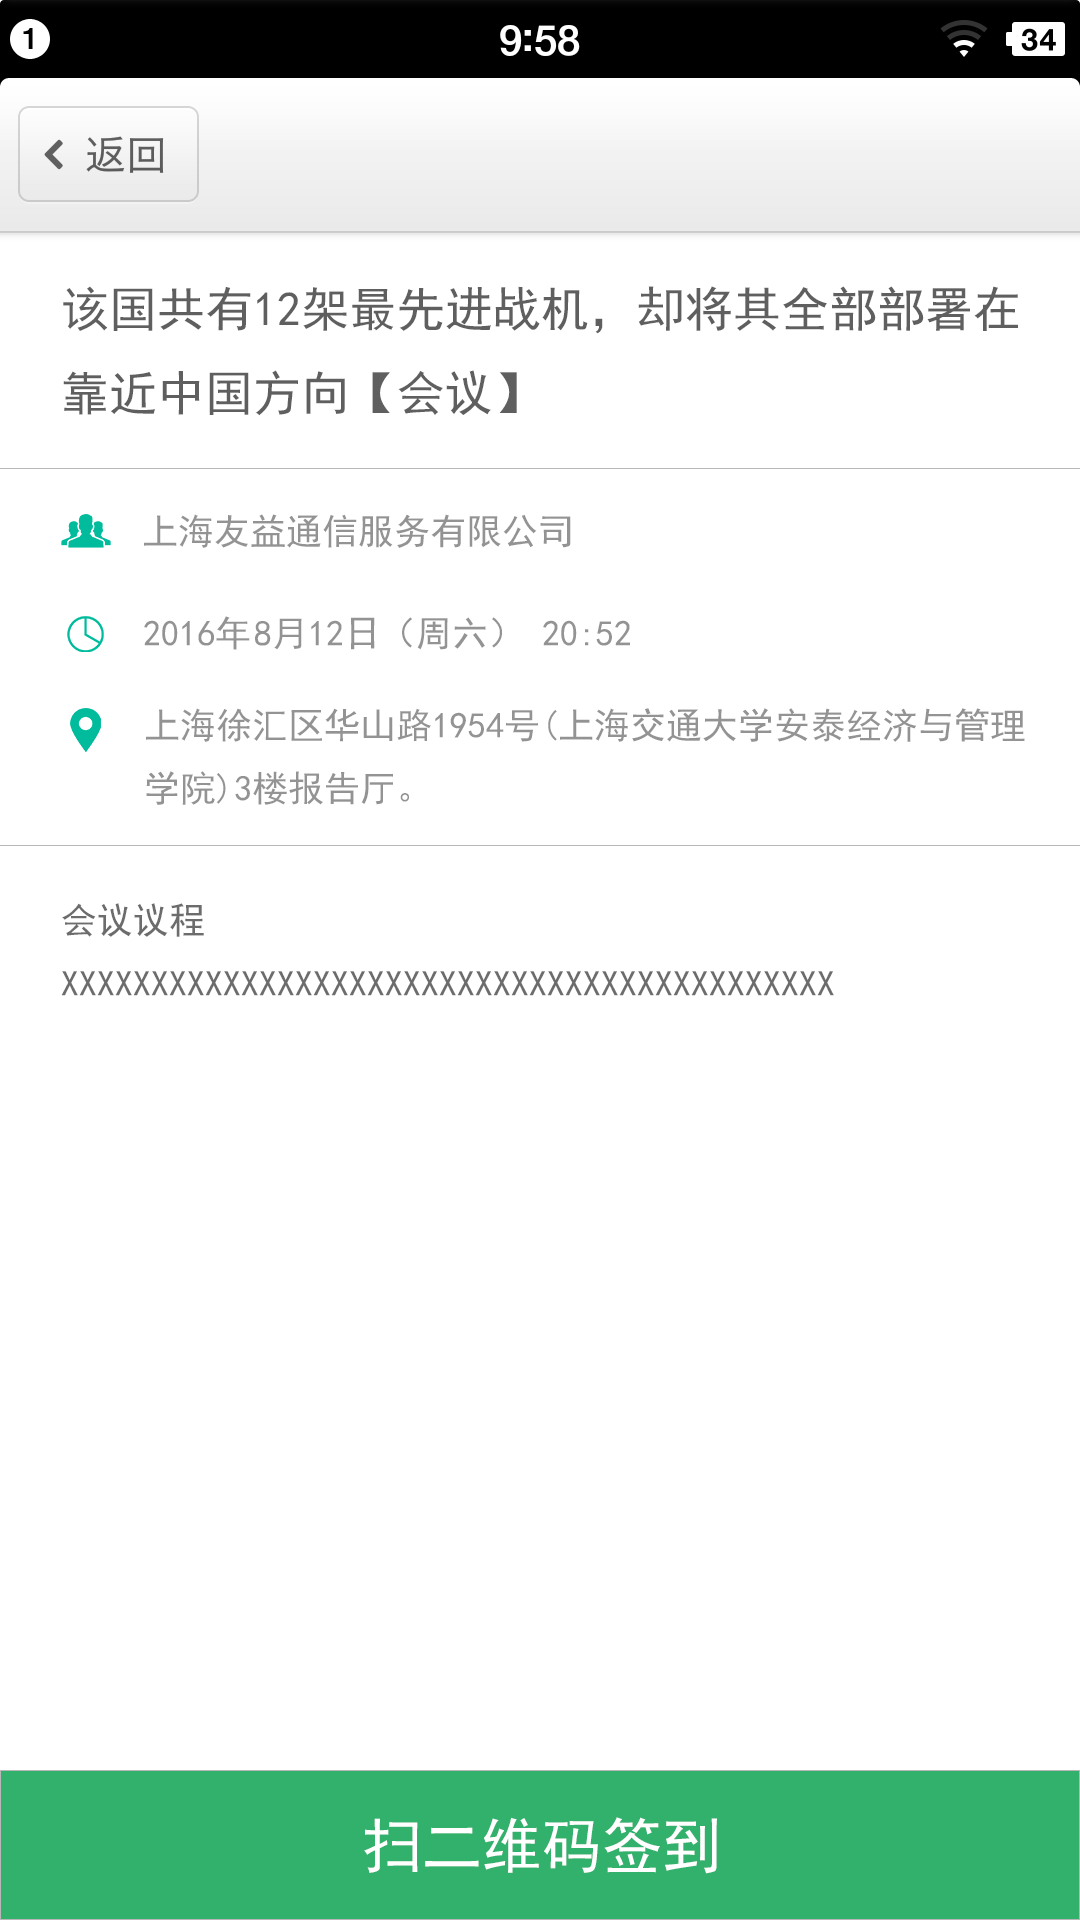 1
9:58
34
返回
该国共有12架最先进战机，却将其全部部署在
靠近中国方向【会议】
上海友益通信服务有限公司
2016年8月12日（周六） 20:52
上海徐汇区华山路1954号(上海交通大学安泰经济与管理
学院)3楼报告厅。
会议议程
XXXXXXXXXXXXXXXXXXXXXXXXXXXXXXXXXXXXXXXXXXX
扫二维码签到